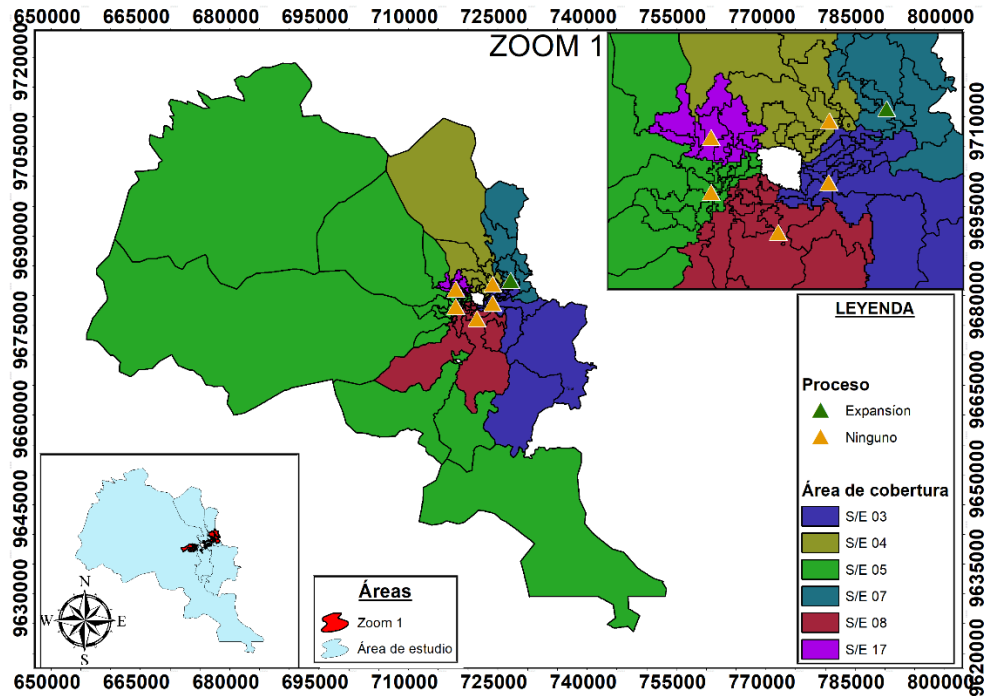 650000 665000 680000 695000 710000 725000 740000 755000 770000 785000 800000
ZOOM 1
9720000
9705000
9690000
9675000
9660000
9645000
9630000
9710000
9695000
9680000
9665000
9650000
9635000
9620000
LEYENDA
Proceso
Expansion
Ninguno
Área de cobertura
S/E 03
S/E 04
S/E 05
S/E 07
S/E 08
S/E 17
N
W E
S
Áreas
Zoom 1
Área de estudio
650000 665000 680000 695000 710000 725000 740000 755000 770000 785000 800000